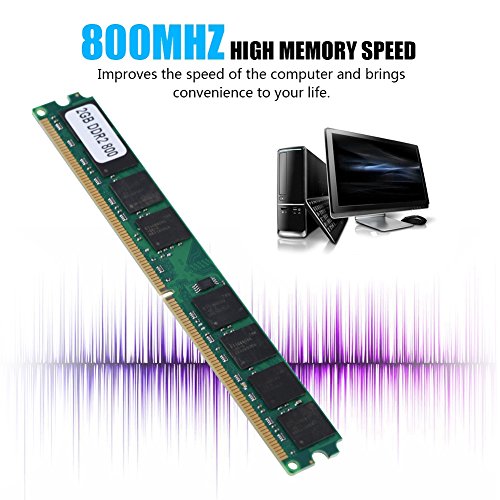 800MHZ HIGH MEMORY SPEED
Improves the speed of the computer and brings
convenience to your life.
2GB DDR2 800